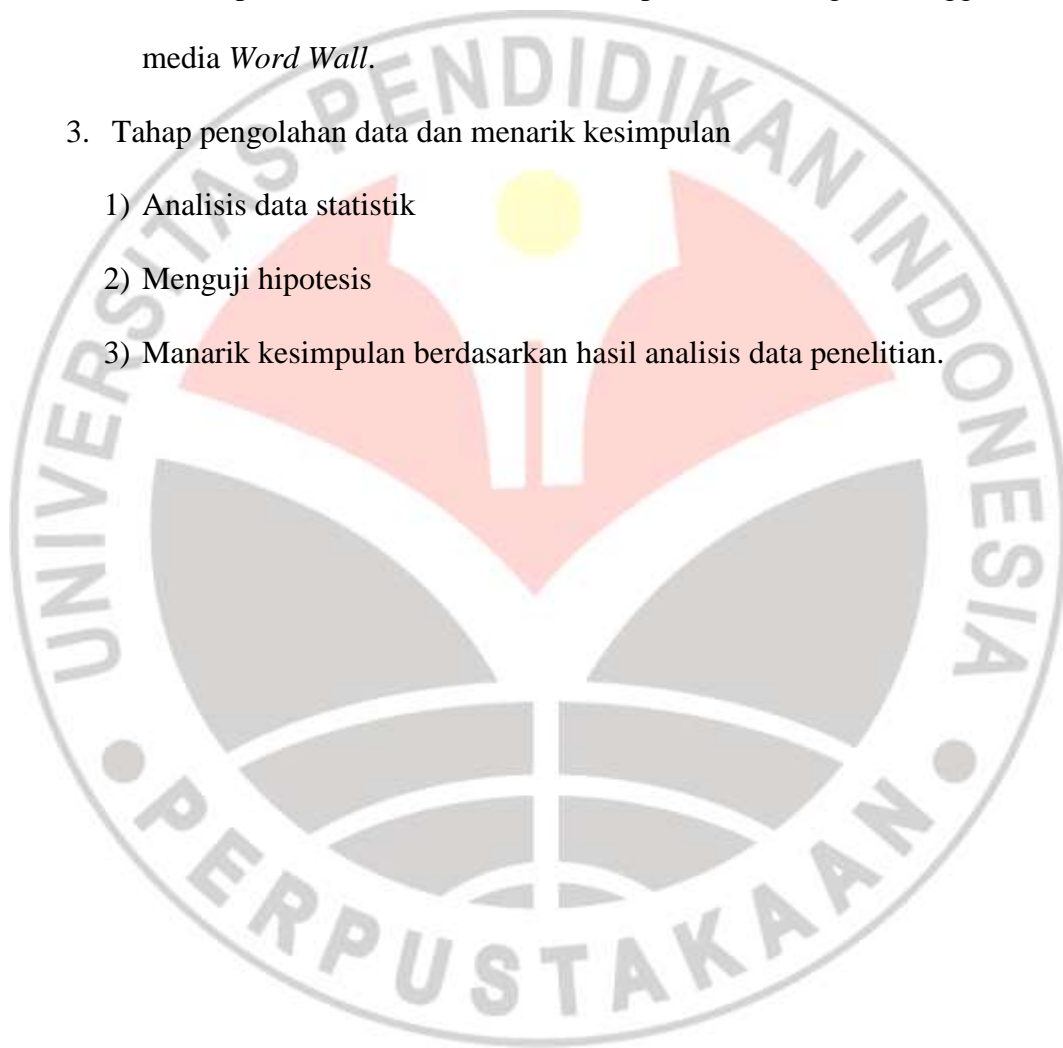 media Word Wall.
3. Tahap pengolahan data dan menarik kesimpulan
1) Analisis data statistik
2) Menguji hipotesis
3) Manarik kesimpulan berdasarkan hasil analisis data penelitian.
UNIVERSITAS PENDIDIKAN INDONESIA
PERPUSTAKAAN